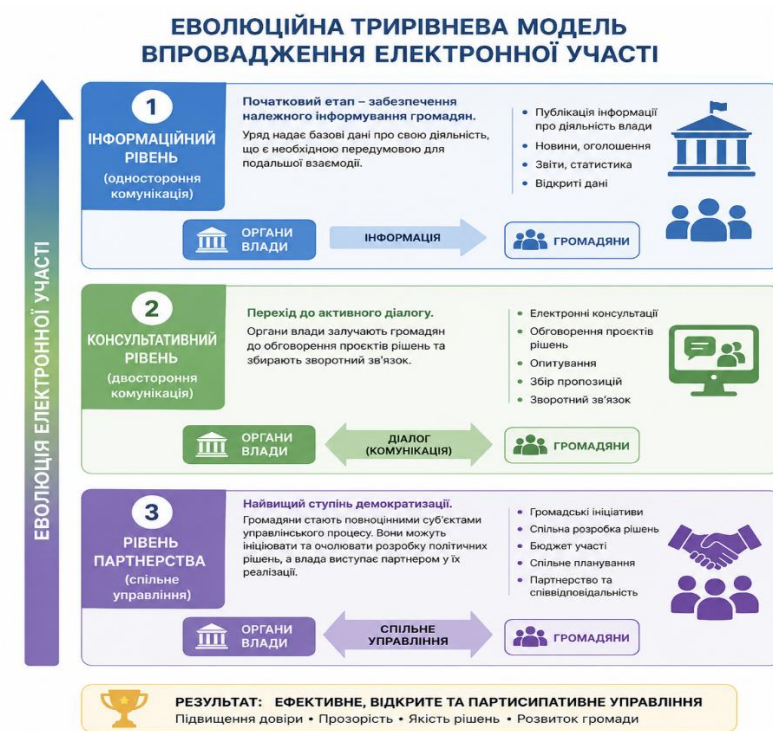 ЕВОЛЮЦІЙНА ТРИРІВНЕВА МОДЕЛЬ
ВПРОВАДЖЕННЯ ЕЛЕКТРОННОЇ УЧАСТІ
ЕВОЛЮЦІЯ ЕЛЕКТРОННОЇ УЧАСТІ
1
ІНФОРМАЦІЙНИЙ
РІВЕНЬ
(одностороння
комунікація)
Початковий етап – забезпечення
належного інформування громадян.
Уряд надає базові дані про свою діяльність,
що є необхідною передумовою для
подальшої взаємодії.
• Публікація інформації
про діяльність влади
• Новини, оголошення
• Звіти, статистика
• Відкриті дані
ОРГАНИ
ВЛАДИ
ІНФОРМАЦІЯ
ГРОМАДЯНИ
2
КОНСУЛЬТАТИВНИЙ
РІВЕНЬ
(двостороння
комунікація)
Перехід до активного діалогу.
Органи влади залучають громадян
до обговорення проєктів рішень та
збирають зворотний зв'язок.
• Електронні консультації
• Обговорення проєктів
рішень
• Опитування
• Збір пропозицій
• Зворотний зв'язок
ОРГАНИ
ВЛАДИ
ДІАЛОГ
(КОМУНІКАЦІЯ)
ГРОМАДЯНИ
3
РІВЕНЬ
ПАРТНЕРСТВА
(спільне
управління)
Найвищий ступінь демократизації.
Громадяни стають повноцінними суб'єктами
управлінського процесу. Вони можуть
ініціювати та очолювати розробку політичних
рішень, а влада виступає партнером у їх
реалізації.
• Громадські ініціативи
• Спільна розробка рішень
• Бюджет участі
• Спільне планування
• Партнерство та
співвідповідальність
ОРГАНИ
ВЛАДИ
СПІЛЬНЕ
УПРАВЛІННЯ
ГРОМАДЯНИ
РЕЗУЛЬТАТ: ЕФЕКТИВНЕ, ВІДКРИТЕ ТА ПАРТИСИПАТИВНЕ УПРАВЛІННЯ
Підвищення довіри • Прозорість • Якість рішень • Розвиток громади